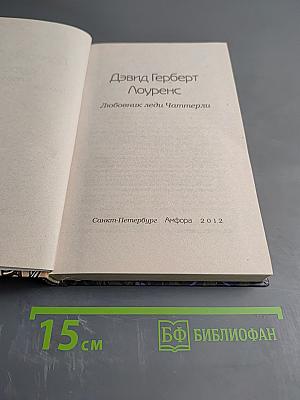 Дэвид Герберт
Лоуренс
Любовник леди Чаттерли
Санкт-Петербург Амфора 2012
15 см
БФ БИБЛИОФАН